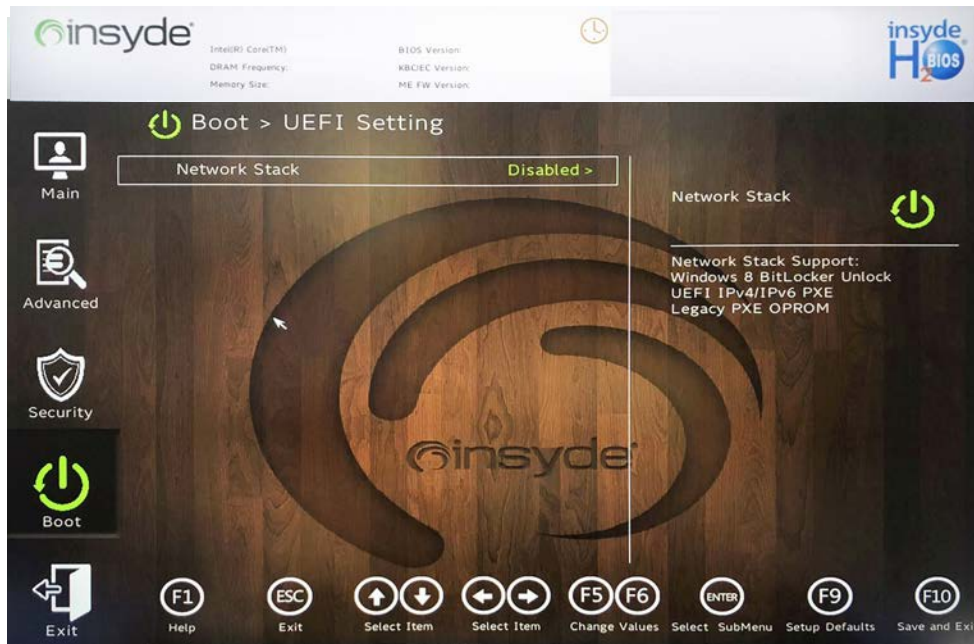 insyde
Intel(R) Core(TM)
BIOS Version:
DRAM Frequency:
KBC/EC Version:
Memory Size:
ME FW Version:
insyde
H2O
BIOS
Boot > UEFI Setting
Network Stack
Disabled >
Network Stack
Network Stack Support:
Windows 8 BitLocker Unlock
UEFI IPv4/IPv6 PXE
Legacy PXE OPROM
Main
Advanced
Security
Boot
Exit
insyde
F1
Help
ESC
Exit
Select Item
Select Item
F5 F6
Change Values
ENTER
Select SubMenu
F9
Setup Defaults
F10
Save and Exi